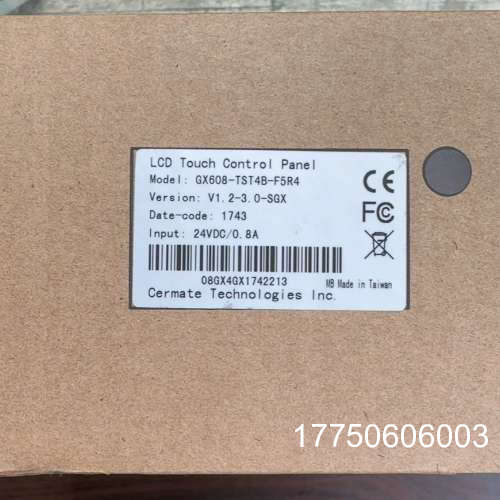 LCD Touch Control Panel
Model: GX608-TST4B-F5R4
Version: V1.2-3.0-SGX
Date-code: 1743
Input: 24VDC/0.8A
CE
FC
08GX4GX1742213
MB Made in Taiwan
Cermate Technologies Inc.
17750606003